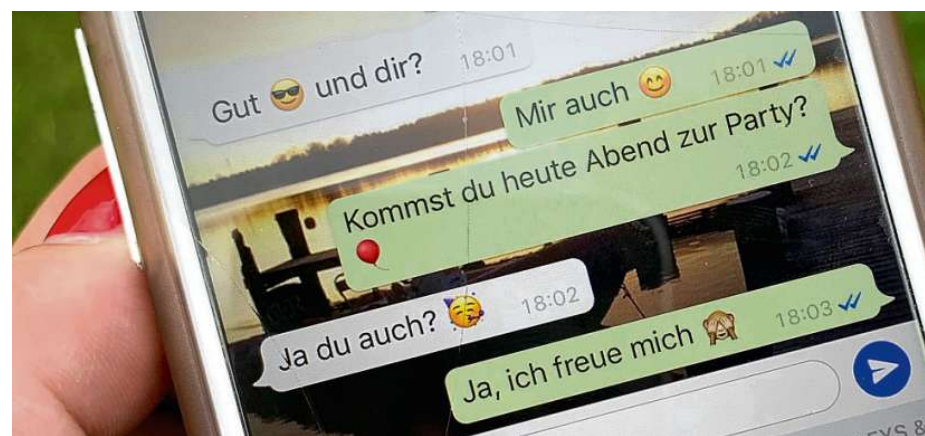 Gut 😎 und dir? 18:01
Mir auch 😊 18:01
Kommst du heute Abend zur Party?
🎈 18:02
Ja du auch? 🥳 18:02
Ja, ich freue mich 🙈 18:03